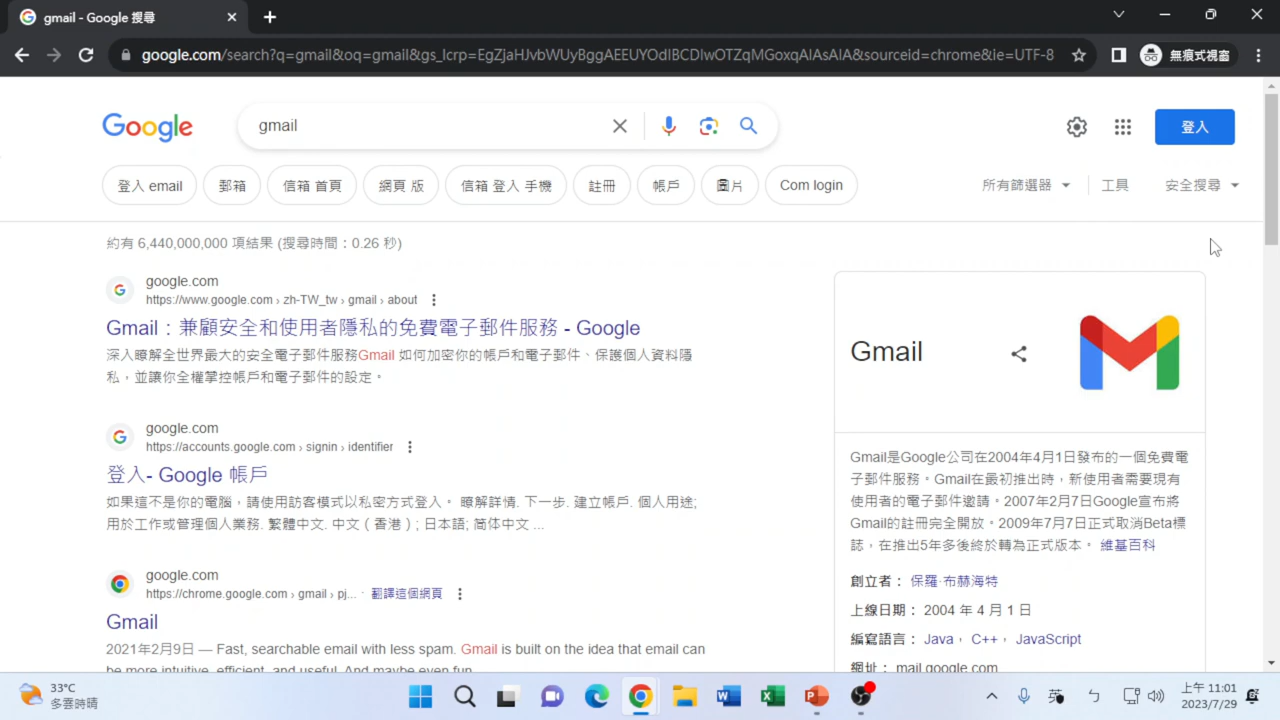 gmail - Google 搜尋
google.com/search?q=gmail&oq=gmail&gs_lcrp=EgZjaHJvbWUyBggAEEUYOdIBCDIwOTZqMGoxqAIAsAIA&sourceid=chrome&ie=UTF-8
無痕式視窗
Google
gmail
登入
登入 email
郵箱
信箱 首頁
網頁 版
信箱 登入 手機
註冊
帳戶
圖片
Com login
所有篩選器
工具
安全搜尋
約有 6,440,000,000 項結果 (搜尋時間：0.26 秒)
google.com
https://www.google.com › zh-TW_tw › gmail › about
Gmail：兼顧安全和使用者隱私的免費電子郵件服務 - Google
深入瞭解全世界最大的安全電子郵件服務Gmail 如何加密你的帳戶和電子郵件、保護個人資料隱
私，並讓你全權掌控帳戶和電子郵件的設定。
google.com
https://accounts.google.com › signin › identifier
登入- Google 帳戶
如果這不是你的電腦，請使用訪客模式以私密方式登入。 瞭解詳情. 下一步. 建立帳戶. 個人用途;
用於工作或管理個人業務. 繁體中文. 中文（香港）; 日本語; 简体中文 ...
google.com
https://chrome.google.com › gmail › pj... · 翻譯這個網頁
Gmail
2021年2月9日 — Fast, searchable email with less spam. Gmail is built on the idea that email can
be more intuitive, efficient, and useful. And maybe even fun.
Gmail
Gmail是Google公司在2004年4月1日發布的一個免費電
子郵件服務。Gmail在最初推出時，新使用者需要現有
使用者的電子郵件邀請。2007年2月7日Google宣布將
Gmail的註冊完全開放。2009年7月7日正式取消Beta標
誌，在推出5年多後終於轉為正式版本。 維基百科
創立者： 保羅·布赫海特
上線日期： 2004 年 4 月 1 日
編寫語言： Java， C++， JavaScript
網址： mail.google.com
33°C
多雲時晴
英
上午 11:01
2023/7/29